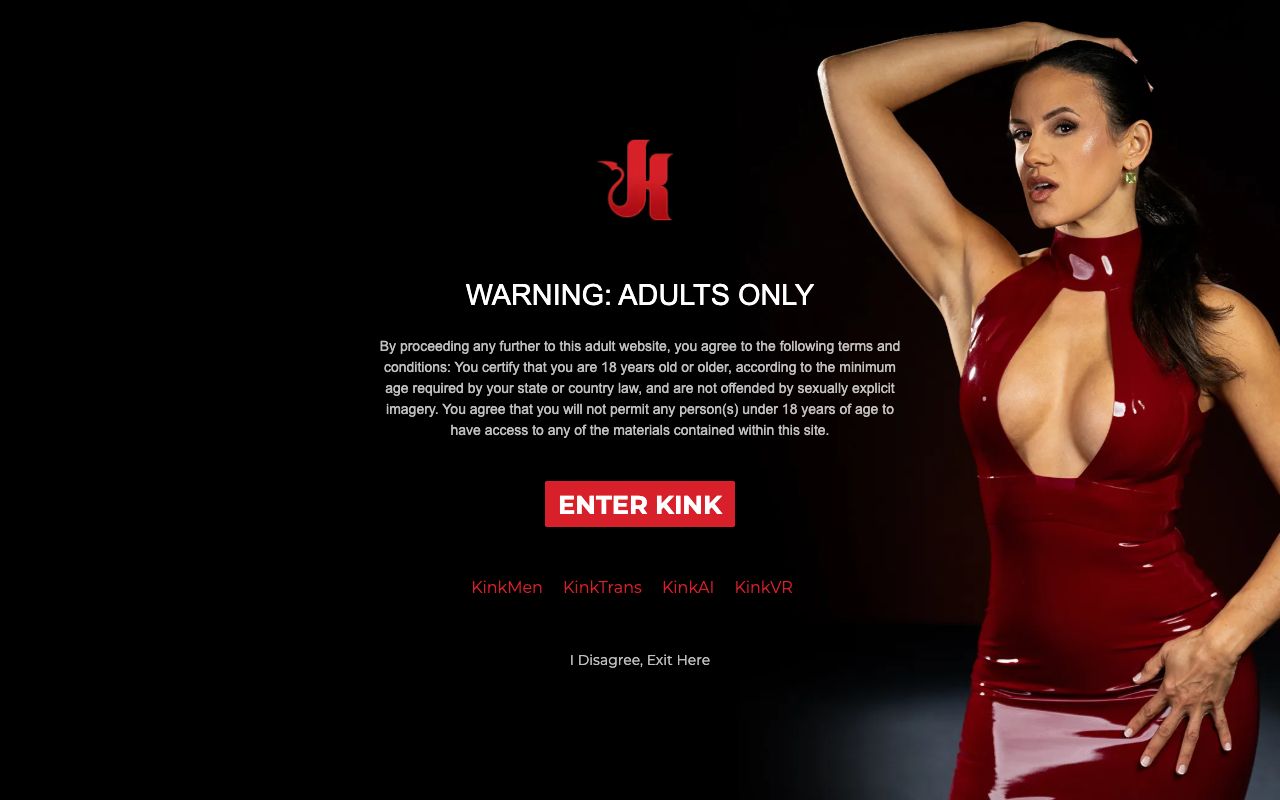 WARNING: ADULTS ONLY
By proceeding any further to this adult website, you agree to the following terms and
conditions: You certify that you are 18 years old or older, according to the minimum
age required by your state or country law, and are not offended by sexually explicit
imagery. You agree that you will not permit any person(s) under 18 years of age to
have access to any of the materials contained within this site.
ENTER KINK
KinkMen KinkTrans KinkAI KinkVR
I Disagree, Exit Here